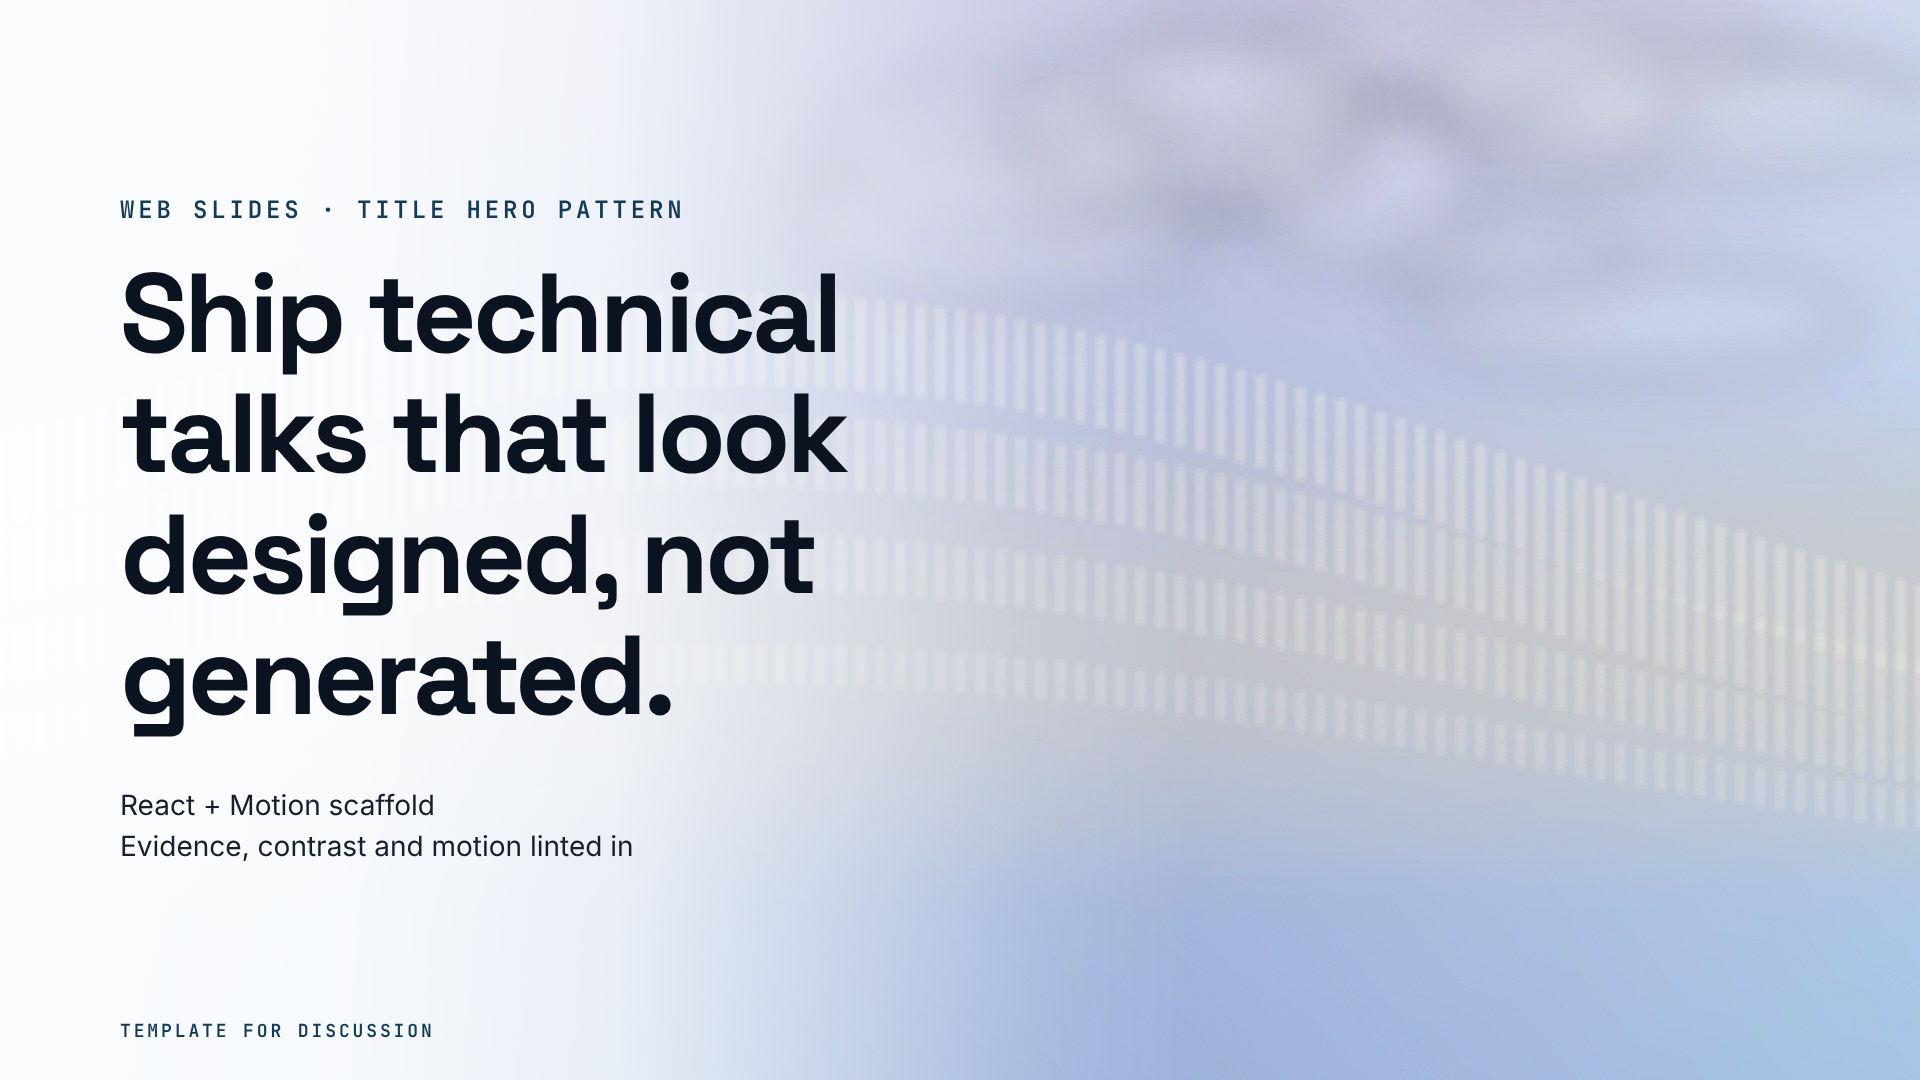 WEB SLIDES · TITLE HERO PATTERN
Ship technical
talks that look
designed, not
generated.
React + Motion scaffold
Evidence, contrast and motion linted in
TEMPLATE FOR DISCUSSION